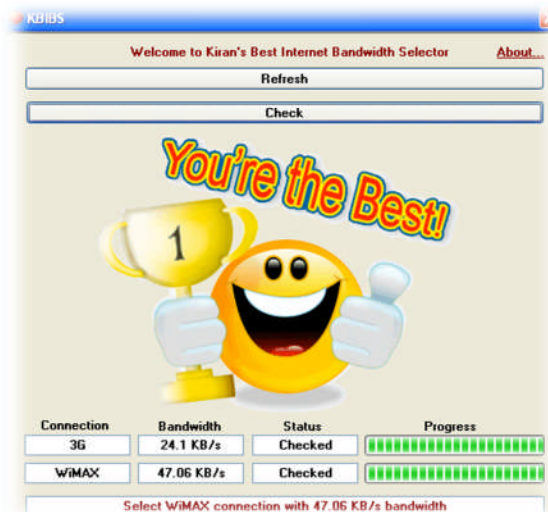 KBIBS
Welcome to Kiran's Best Internet Bandwidth Selector About...
Refresh
Check
You're the Best!
1
Connection Bandwidth Status Progress
3G 24.1 KB/s Checked
WiMAX 47.06 KB/s Checked
Select WiMAX connection with 47.06 KB/s bandwidth